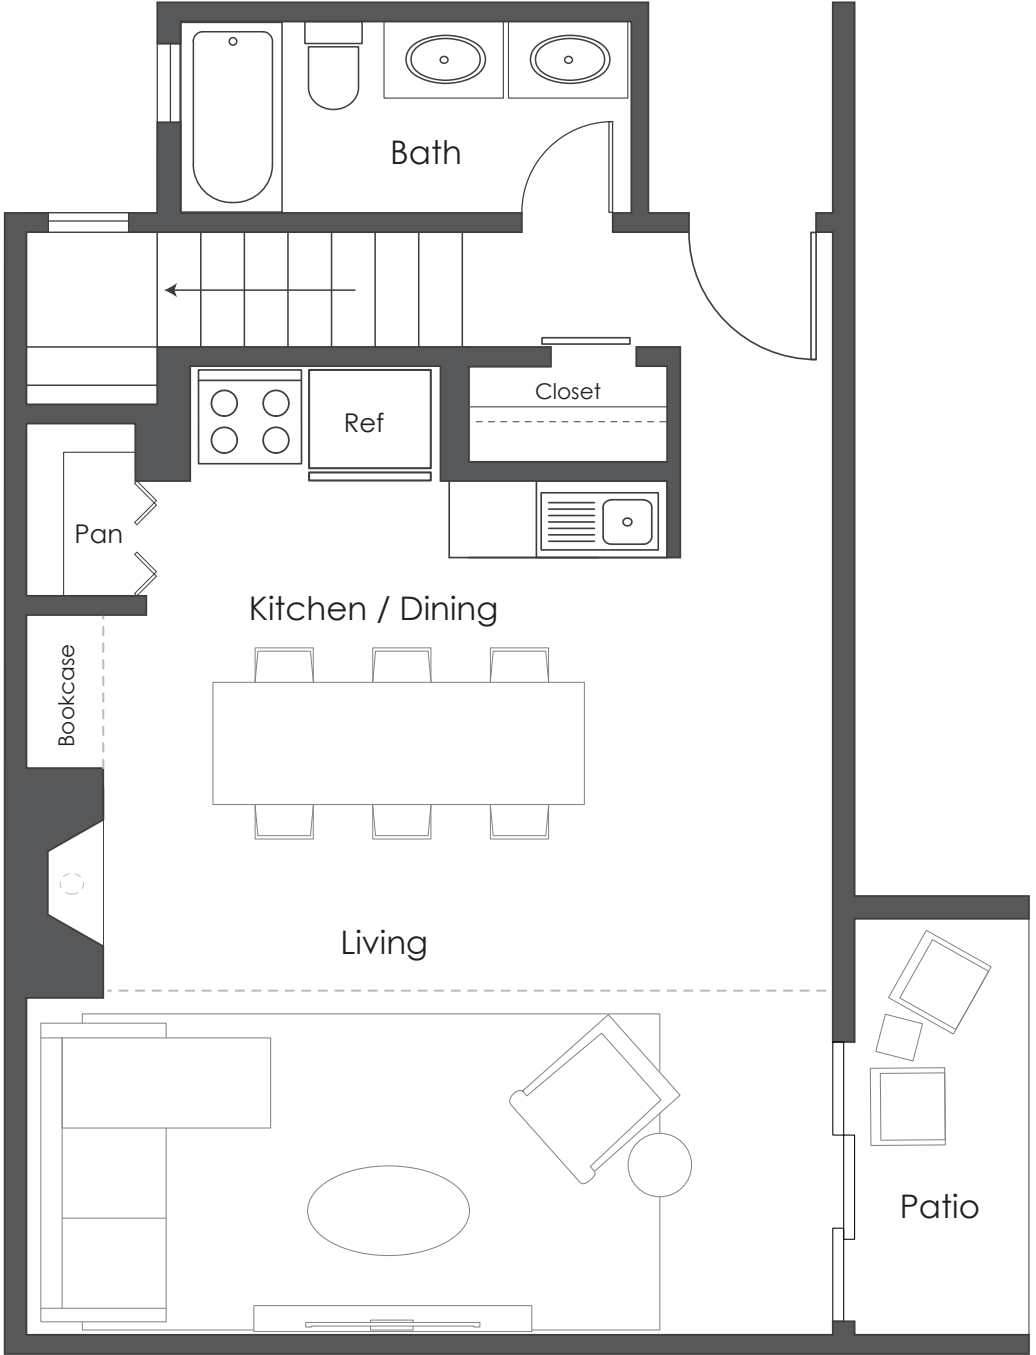 Bath
Closet
Ref
Pan
Kitchen / Dining
Bookcase
Living
Patio